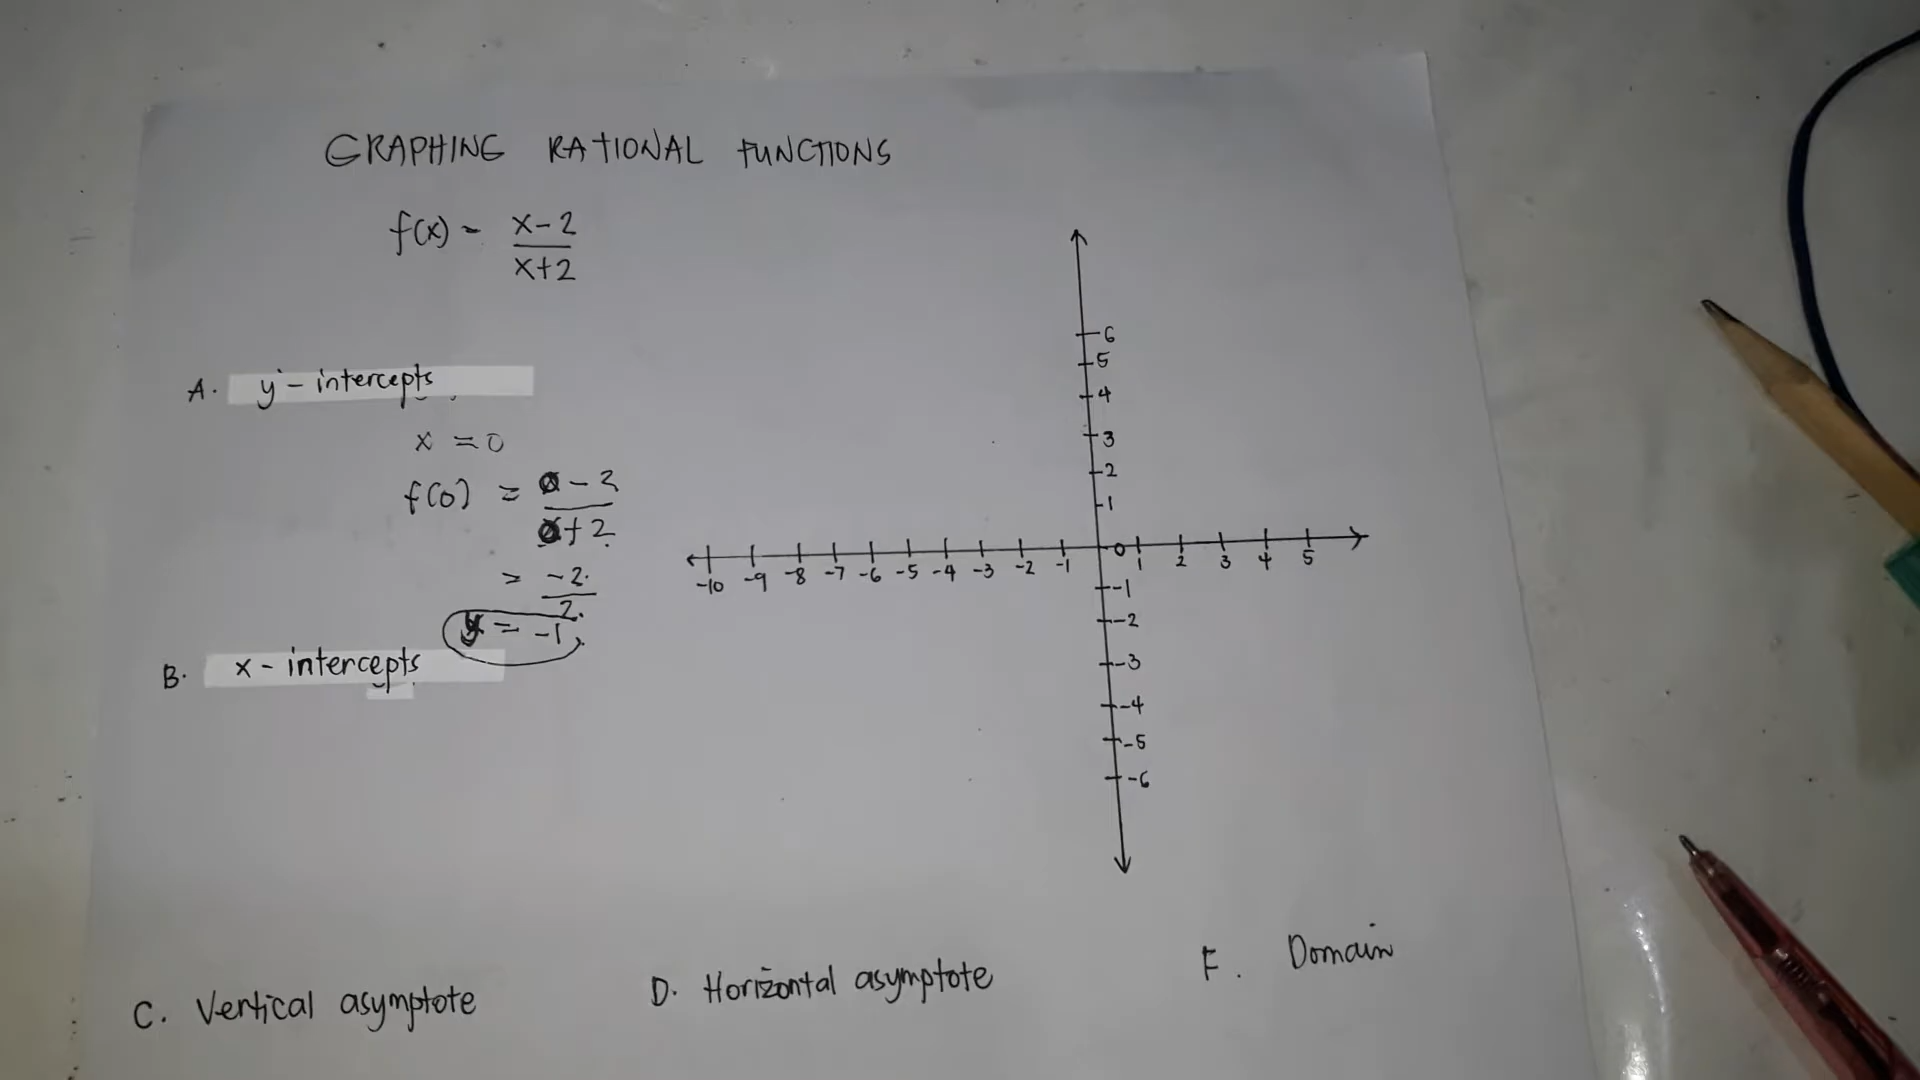 GRAPHING RATIONAL FUNCTIONS
f(x) = x-2
x+2
A. y - intercepts
x = 0
f(0) = 0 - 2
0 + 2
= -2
2
y = -1
B. x - intercepts
6
5
4
3
2
1
-10 -9 -8 -7 -6 -5 -4 -3 -2 -1 0 1 2 3 4 5
-1
-2
-3
-4
-5
-6
C. Vertical asymptote
D. Horizontal asymptote
F. Domain